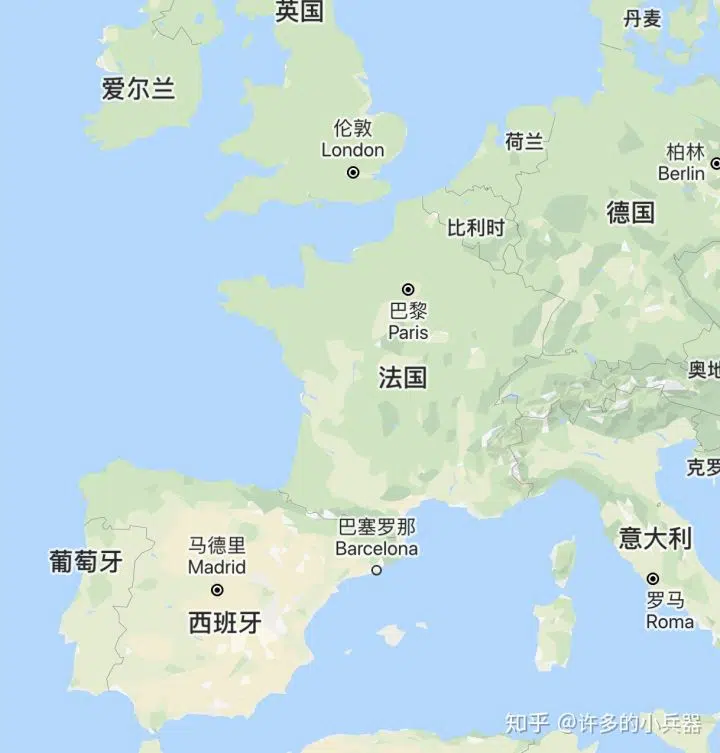 英国
丹麦
爱尔兰
伦敦
London
荷兰
柏林
Berlin
德国
比利时
巴黎
Paris
法国
奥地
克罗
巴塞罗那
Barcelona
意大利
马德里
Madrid
葡萄牙
西班牙
罗马
Roma
知乎 @许多的小兵器